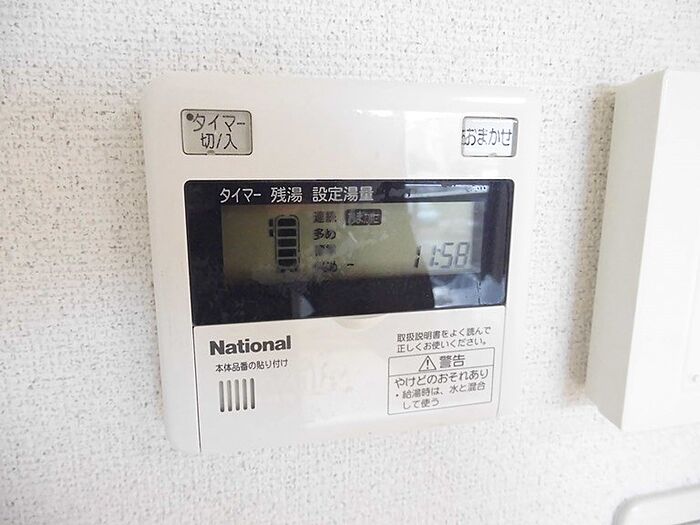 タイマー
切/入
おまかせ
タイマー 残湯 設定湯量
連続 おまかせ
多め
11:58
National
本体品番の貼り付け
取扱説明書をよく読んで
正しくお使いください。
⚠警告
やけどのおそれあり
・給湯時は、水と混合
して使う